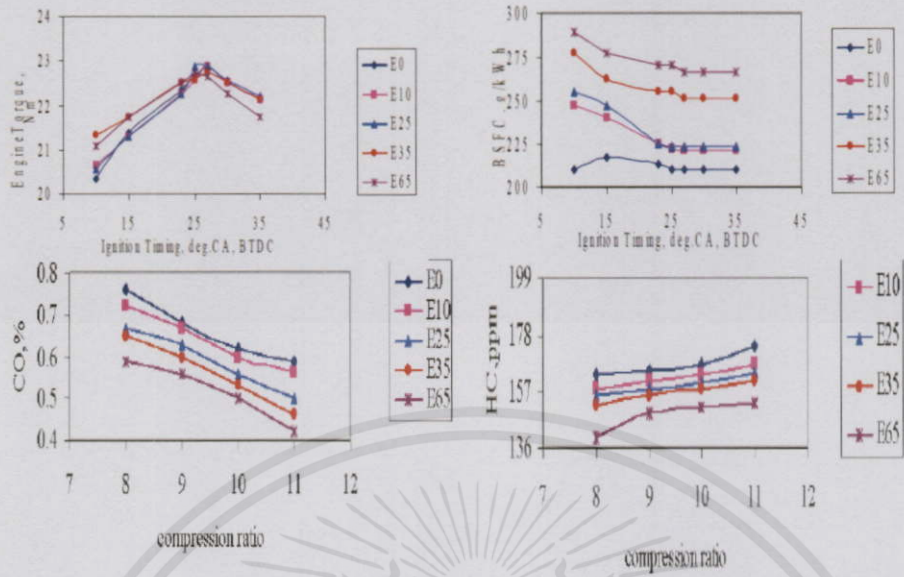 24
23
22
21
20
Engine Torque, Nm
5 15 25 35 45
Ignition Timing, deg.CA, BTDC
E0
E10
E25
E35
E65
300
275
250
225
200
BSFC, g/kWh
5 15 25 35 45
Ignition Timing, deg.CA, BTDC
E0
E10
E25
E35
E65
0.8
0.7
0.6
0.5
0.4
CO,%
7 8 9 10 11 12
compression ratio
E0
E10
E25
E35
E65
199
178
157
136
HC,ppm
7 8 9 10 11 12
compression ratio
E10
E25
E35
E65